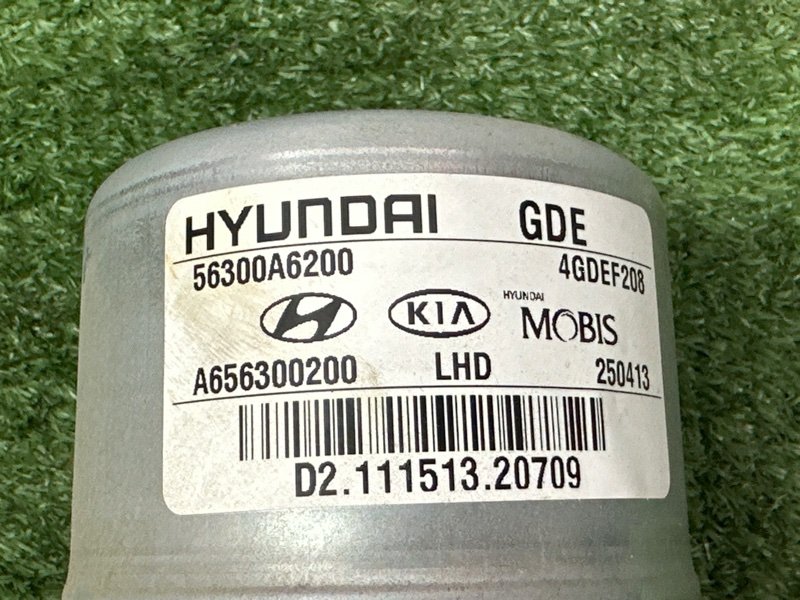 HYUNDAI GDE
56300A6200 4GDEF208
KIA HYUNDAI MOBIS
A656300200 LHD 250413
D2.111513.20709